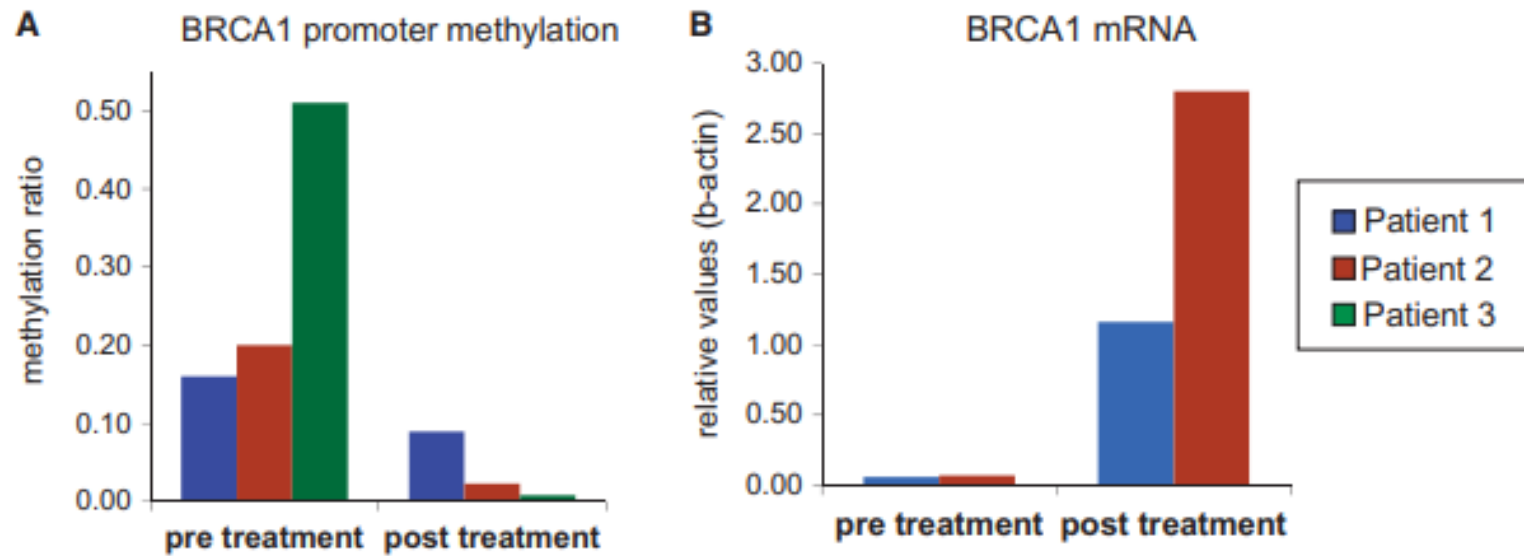 A
BRCA1 promoter methylation
methylation ratio
0.50
0.40
0.30
0.20
0.10
0.00
pre treatment
post treatment
B
BRCA1 mRNA
relative values (b-actin)
3.00
2.50
2.00
1.50
1.00
0.50
0.00
pre treatment
post treatment
Patient 1
Patient 2
Patient 3